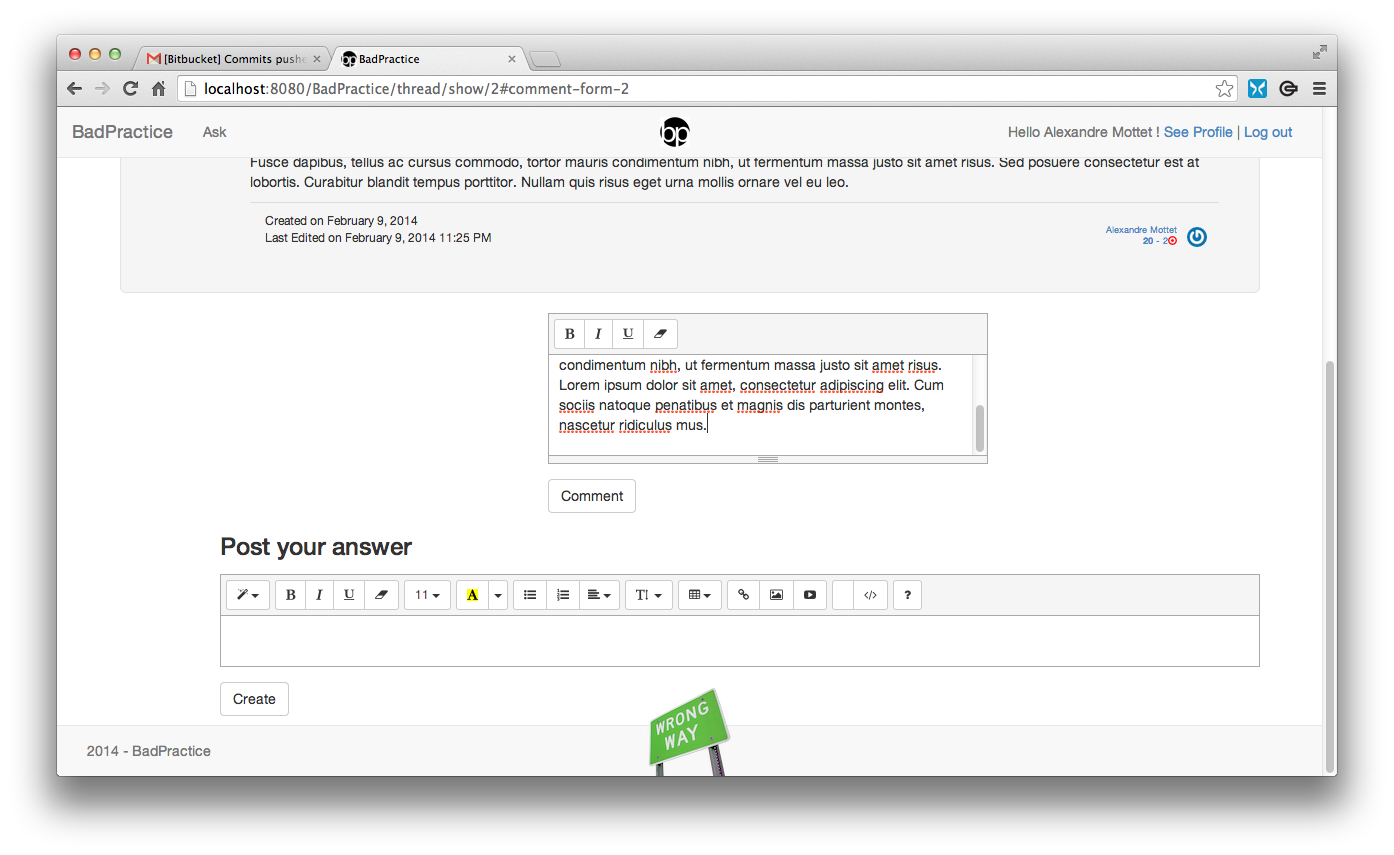 [Bitbucket] Commits pushe
BadPractice
localhost:8080/BadPractice/thread/show/2#comment-form-2
BadPractice Ask bp Hello Alexandre Mottet ! See Profile | Log out
Fusce dapibus, tellus ac cursus commodo, tortor mauris condimentum nibh, ut fermentum massa justo sit amet risus. Sed posuere consectetur est at
lobortis. Curabitur blandit tempus porttitor. Nullam quis risus eget urna mollis ornare vel eu leo.
Created on February 9, 2014
Last Edited on February 9, 2014 11:25 PM
Alexandre Mottet
20 - 2
B I U
condimentum nibh, ut fermentum massa justo sit amet risus.
Lorem ipsum dolor sit amet, consectetur adipiscing elit. Cum
sociis natoque penatibus et magnis dis parturient montes,
nascetur ridiculus mus.
Comment
Post your answer
B I U 11 A T </> ?
Create
WRONG
WAY
2014 - BadPractice